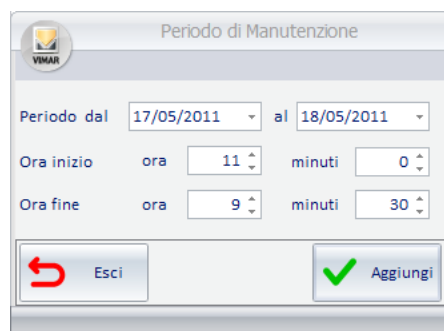 Periodo di Manutenzione
VIMAR
Periodo dal 17/05/2011 al 18/05/2011
Ora inizio ora 11 minuti 0
Ora fine ora 9 minuti 30
Esci Aggiungi